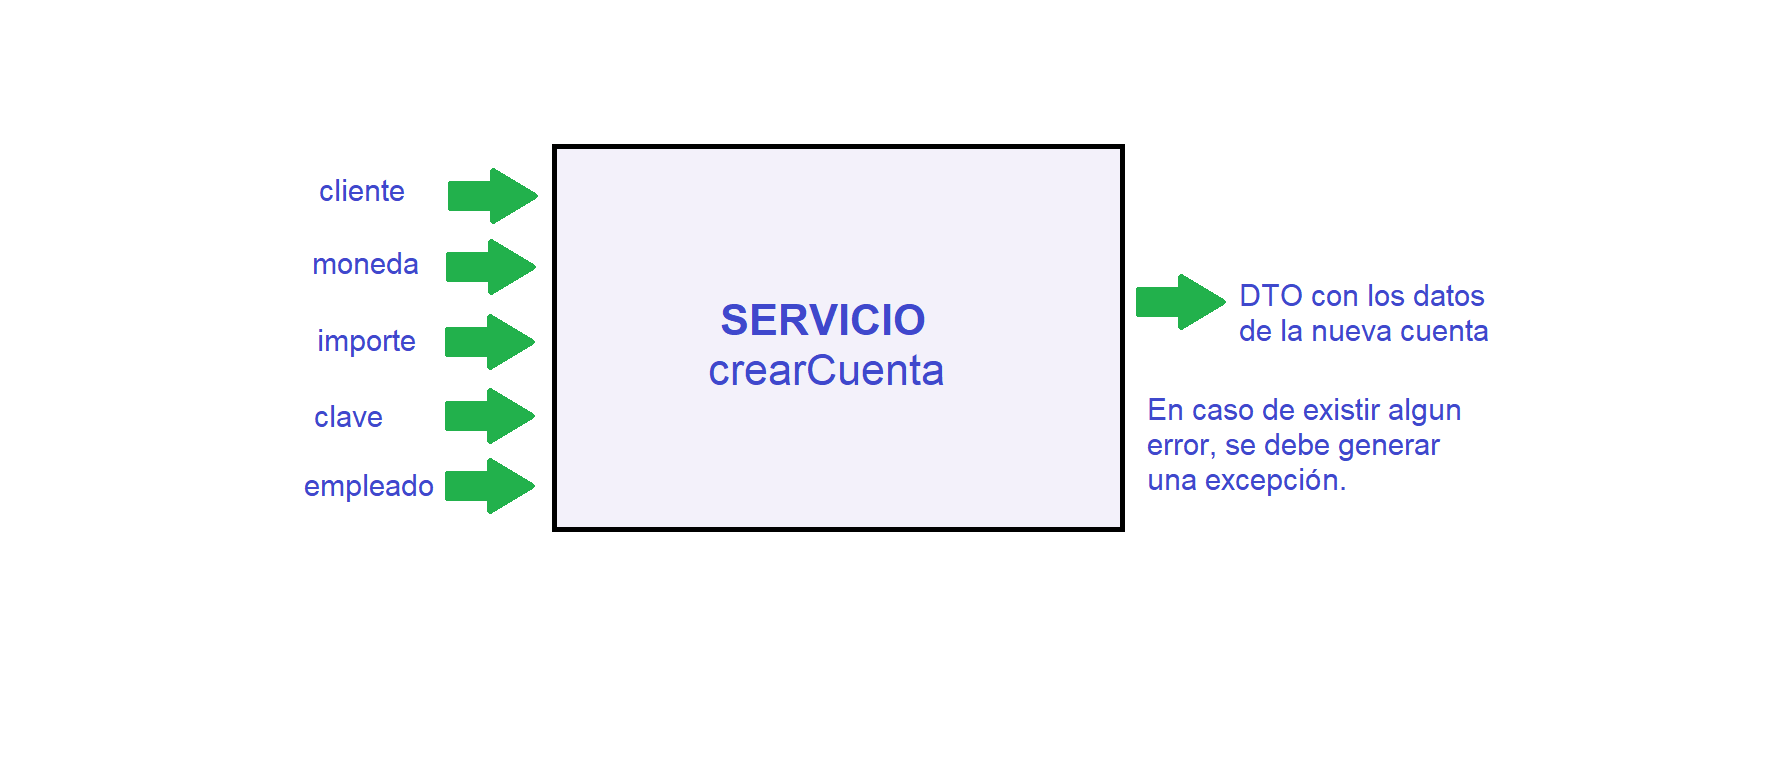 cliente
moneda
importe
clave
empleado
SERVICIO
crearCuenta
DTO con los datos
de la nueva cuenta
En caso de existir algun
error, se debe generar
una excepción.